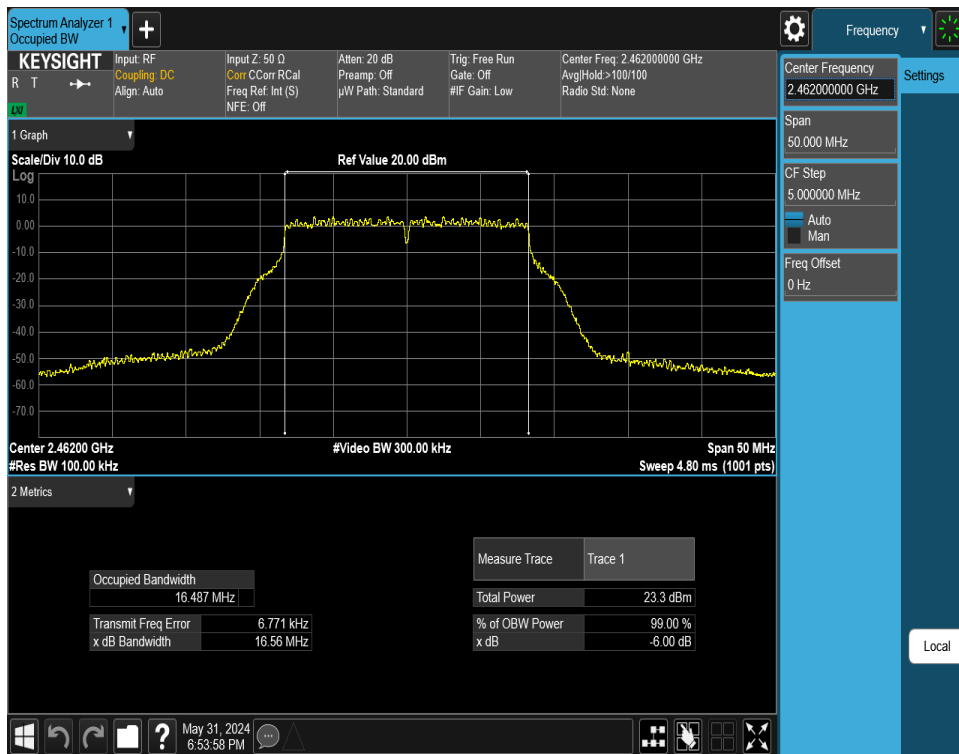 Spectrum Analyzer 1
Occupied BW
+
Frequency
KEYSIGHT
R T
LXI
Input: RF
Coupling: DC
Align: Auto
Input Z: 50 Ω
Corr CCorr RCal
Freq Ref: Int (S)
NFE: Off
Atten: 20 dB
Preamp: Off
µW Path: Standard
Trig: Free Run
Gate: Off
#IF Gain: Low
Center Freq: 2.462000000 GHz
Avg|Hold:>100/100
Radio Std: None
Center Frequency
2.462000000 GHz
Settings
Span
50.000 MHz
CF Step
5.000000 MHz
Auto
Man
Freq Offset
0 Hz
Local
1 Graph
Scale/Div 10.0 dB
Ref Value 20.00 dBm
Log
10.0
0.00
-10.0
-20.0
-30.0
-40.0
-50.0
-60.0
-70.0
Center 2.46200 GHz
#Video BW 300.00 kHz
Span 50 MHz
#Res BW 100.00 kHz
Sweep 4.80 ms (1001 pts)
2 Metrics
Occupied Bandwidth
16.487 MHz
Transmit Freq Error 6.771 kHz
x dB Bandwidth 16.56 MHz
Measure Trace Trace 1
Total Power 23.3 dBm
% of OBW Power 99.00 %
x dB -6.00 dB
?
May 31, 2024
6:53:58 PM